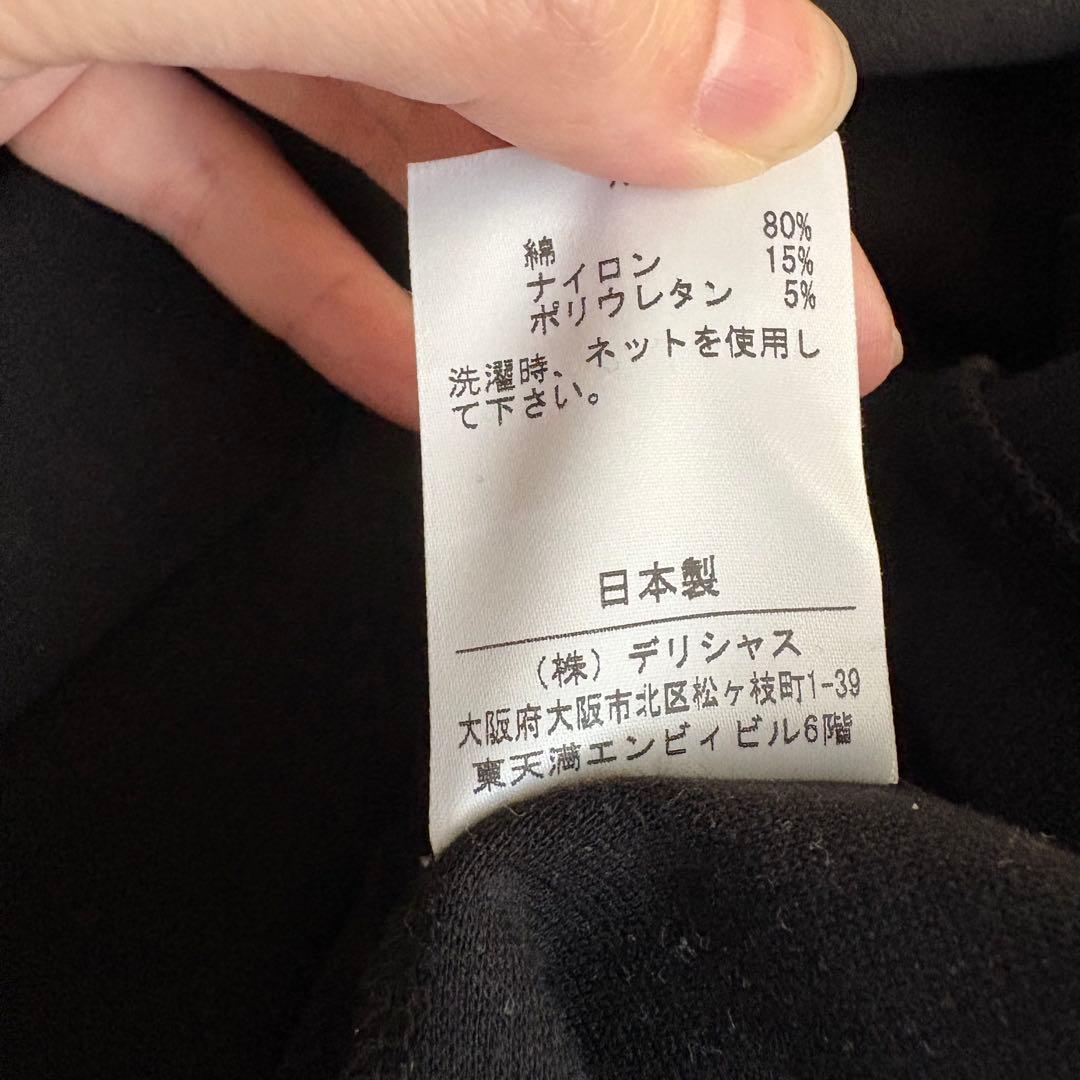 綿 80%
ナイロン 15%
ポリウレタン 5%
洗濯時、ネットを使用し
て下さい。
日本製
(株) デリシャス
大阪府大阪市北区松ヶ枝町1-39
東天満エンビィビル6階